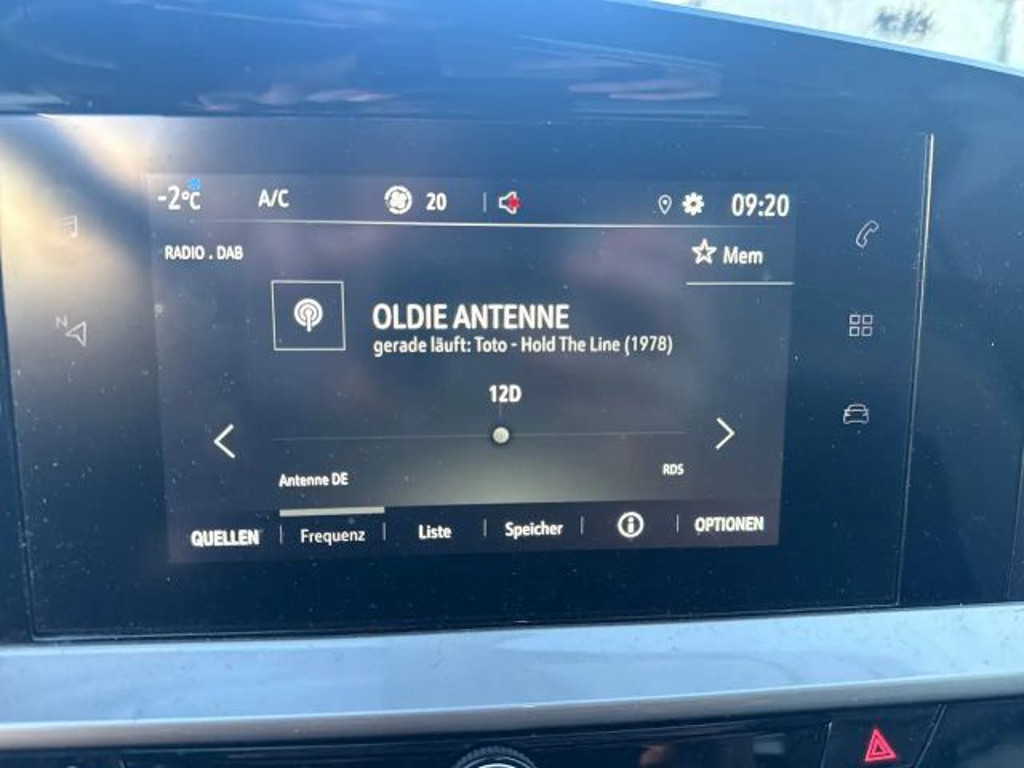 -2°C A/C 20 09:20
RADIO . DAB
Mem
OLDIE ANTENNE
gerade läuft: Toto - Hold The Line (1978)
12D
N
Antenne DE RDS
QUELLEN Frequenz Liste Speicher i OPTIONEN